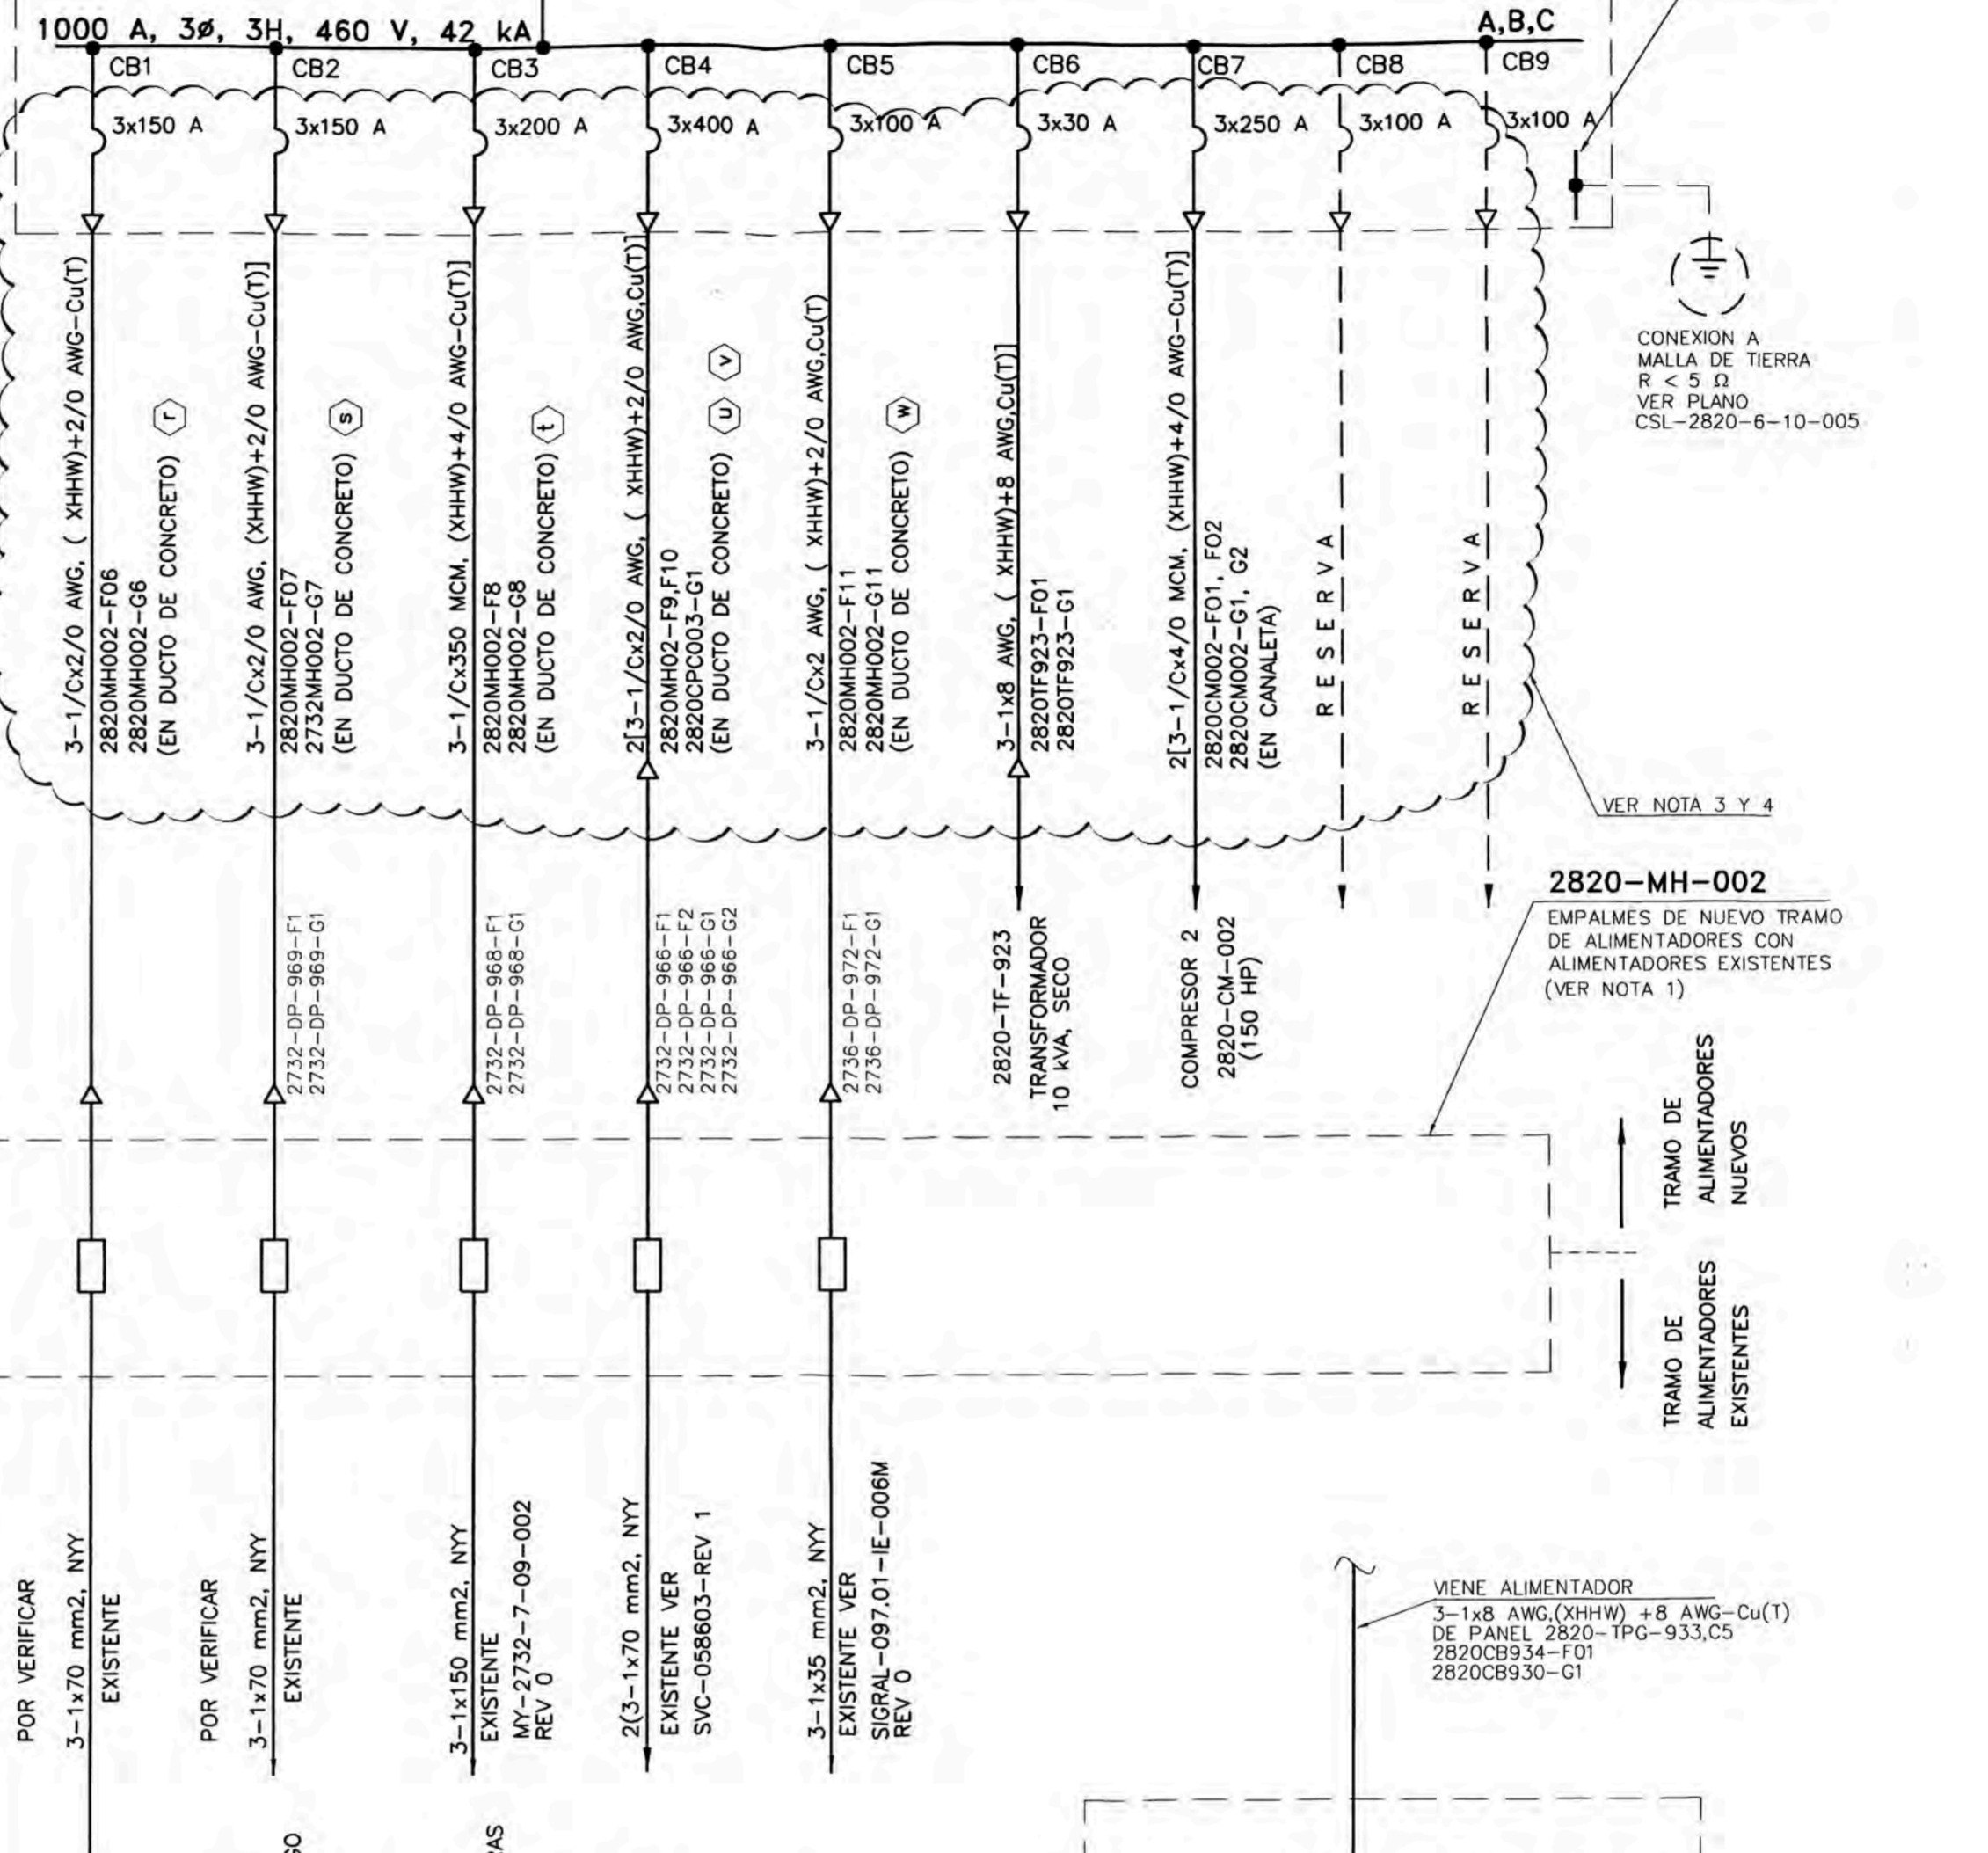 1000 A, 3ø, 3H, 460 V, 42 kA
A,B,C
CB1
CB2
CB3
CB4
CB5
CB6
CB7
CB8
CB9
3x150 A
3x150 A
3x200 A
3x400 A
3x100 A
3x30 A
3x250 A
3x100 A
3x100 A
3-1/Cx2/0 AWG, ( XHHW)+2/0 AWG-Cu(T)
2820MH002-F06
2820MH002-G6
(EN DUCTO DE CONCRETO) r
3-1/Cx2/0 AWG, (XHHW)+2/0 AWG-Cu(T)]
2820MH002-F07
2732MH002-G7
(EN DUCTO DE CONCRETO) s
3-1/Cx350 MCM, (XHHW)+4/0 AWG-Cu(T)]
2820MH002-F8
2820MH002-G8
(EN DUCTO DE CONCRETO) t
2[3-1/Cx2/0 AWG, ( XHHW)+2/0 AWG,Cu(T)]
2820MH02-F9,F10
2820CPC003-G1
(EN DUCTO DE CONCRETO) u v
3-1/Cx2 AWG, ( XHHW)+2/0 AWG,Cu(T)
2820MH002-F11
2820MH002-G11
(EN DUCTO DE CONCRETO) w
3-1x8 AWG, ( XHHW)+8 AWG,Cu(T)]
2820TF923-F01
2820TF923-G1
2[3-1/Cx4/0 MCM, (XHHW)+4/0 AWG-Cu(T)]
2820CM002-F01, F02
2820CM002-G1, G2
(EN CANALETA)
R E S E R V A
R E S E R V A
CONEXION A
MALLA DE TIERRA
R < 5 Ω
VER PLANO
CSL-2820-6-10-005
VER NOTA 3 Y 4
2820-MH-002
EMPALMES DE NUEVO TRAMO
DE ALIMENTADORES CON
ALIMENTADORES EXISTENTES
(VER NOTA 1)
2732-DP-969-F1
2732-DP-969-G1
2732-DP-968-F1
2732-DP-968-G1
2732-DP-966-F1
2732-DP-966-F2
2732-DP-966-G1
2732-DP-966-G2
2736-DP-972-F1
2736-DP-972-G1
2820-TF-923
TRANSFORMADOR
10 kVA, SECO
COMPRESOR 2
2820-CM-002
(150 HP)
TRAMO DE
ALIMENTADORES
NUEVOS
TRAMO DE
ALIMENTADORES
EXISTENTES
POR VERIFICAR
3-1x70 mm2, NYY
EXISTENTE
POR VERIFICAR
3-1x70 mm2, NYY
EXISTENTE
3-1x150 mm2, NYY
EXISTENTE
MY-2732-7-09-002
REV 0
2(3-1x70 mm2, NYY
EXISTENTE VER
SVC-058603-REV 1
3-1x35 mm2, NYY
EXISTENTE VER
SIGRAL-097.01-IE-006M
REV 0
VIENE ALIMENTADOR
3-1x8 AWG,(XHHW) +8 AWG-Cu(T)
DE PANEL 2820-TPG-933,C5
2820CB934-F01
2820CB930-G1